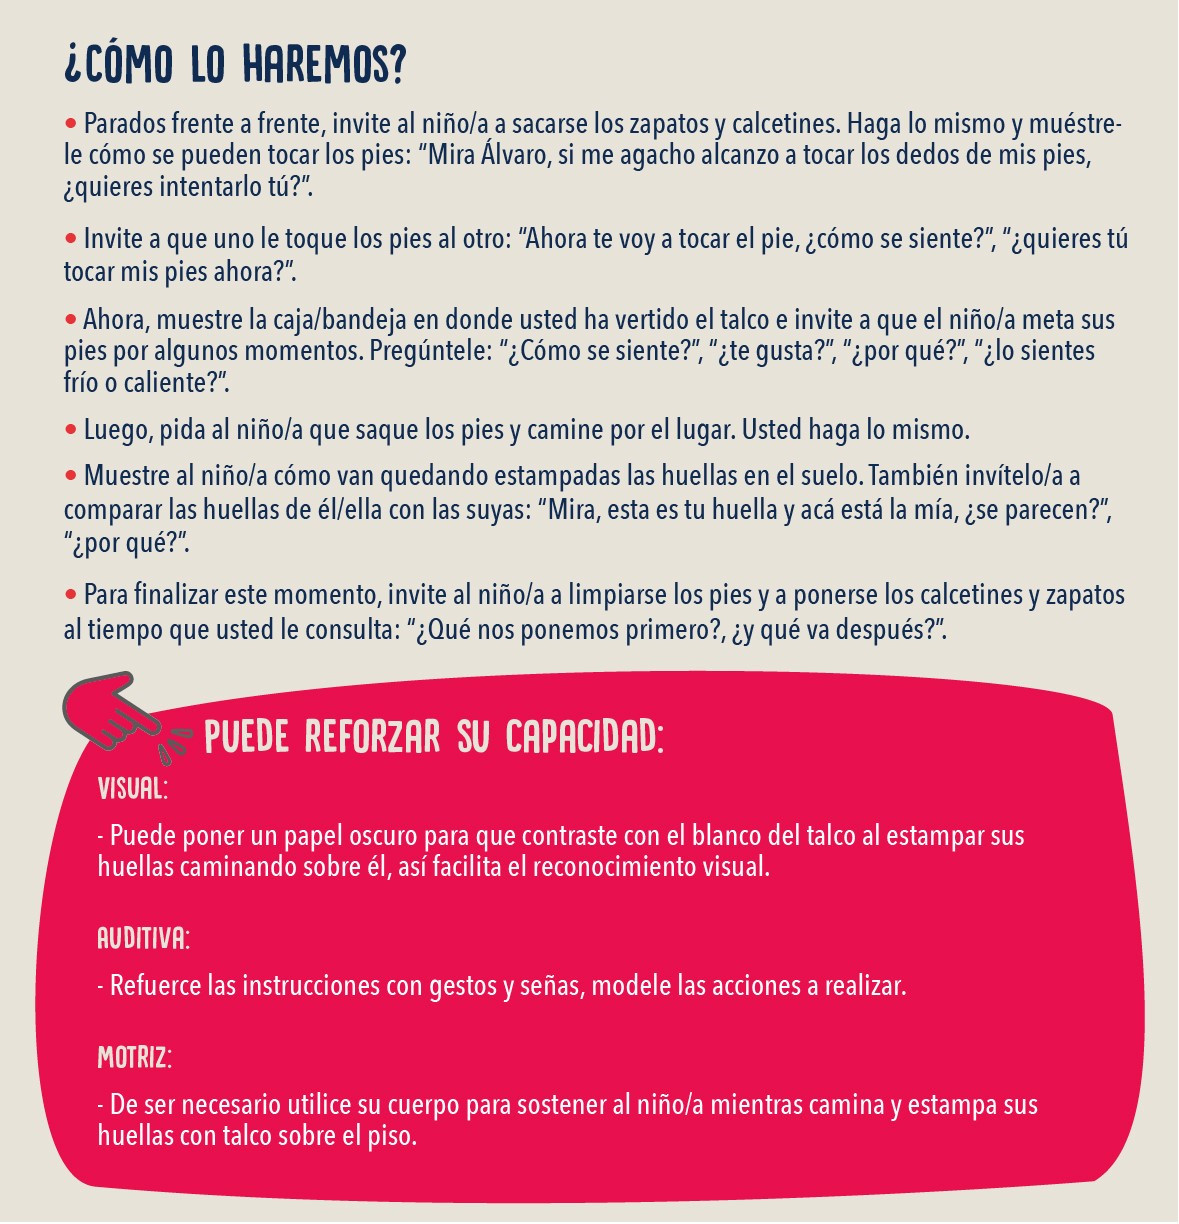 ¿CÓMO LO HAREMOS?
• Parados frente a frente, invite al niño/a a sacarse los zapatos y calcetines. Haga lo mismo y muéstre-
le cómo se pueden tocar los pies: “Mira Álvaro, si me agacho alcanzo a tocar los dedos de mis pies,
¿quieres intentarlo tú?”.
• Invite a que uno le toque los pies al otro: “Ahora te voy a tocar el pie, ¿cómo se siente?”, “¿quieres tú
tocar mis pies ahora?”.
• Ahora, muestre la caja/bandeja en donde usted ha vertido el talco e invite a que el niño/a meta sus
pies por algunos momentos. Pregúntele: “¿Cómo se siente?”, “¿te gusta?”, “¿por qué?”, “¿lo sientes
frío o caliente?”.
• Luego, pida al niño/a que saque los pies y camine por el lugar. Usted haga lo mismo.
• Muestre al niño/a cómo van quedando estampadas las huellas en el suelo. También invítelo/a a
comparar las huellas de él/ella con las suyas: “Mira, esta es tu huella y acá está la mía, ¿se parecen?”,
“¿por qué?”.
• Para finalizar este momento, invite al niño/a a limpiarse los pies y a ponerse los calcetines y zapatos
al tiempo que usted le consulta: “¿Qué nos ponemos primero?, ¿y qué va después?”.
PUEDE REFORZAR SU CAPACIDAD:
VISUAL:
- Puede poner un papel oscuro para que contraste con el blanco del talco al estampar sus
huellas caminando sobre él, así facilita el reconocimiento visual.
AUDITIVA:
- Refuerce las instrucciones con gestos y señas, modele las acciones a realizar.
MOTRIZ:
- De ser necesario utilice su cuerpo para sostener al niño/a mientras camina y estampa sus
huellas con talco sobre el piso.